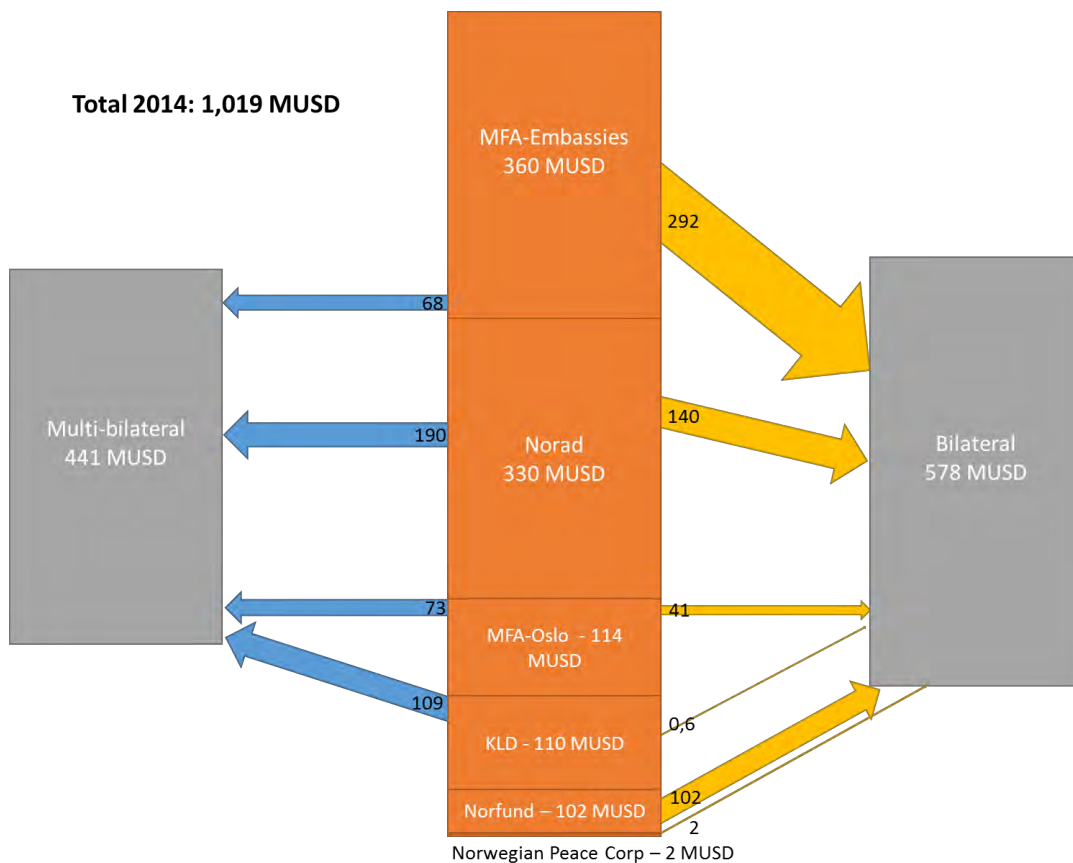 Total 2014: 1,019 MUSD
MFA-Embassies
360 MUSD
292
68
Multi-bilateral
441 MUSD
190
Norad
330 MUSD
140
Bilateral
578 MUSD
73
MFA-Oslo - 114
MUSD
41
109
KLD - 110 MUSD
0,6
Norfund – 102 MUSD
102
2
Norwegian Peace Corp – 2 MUSD